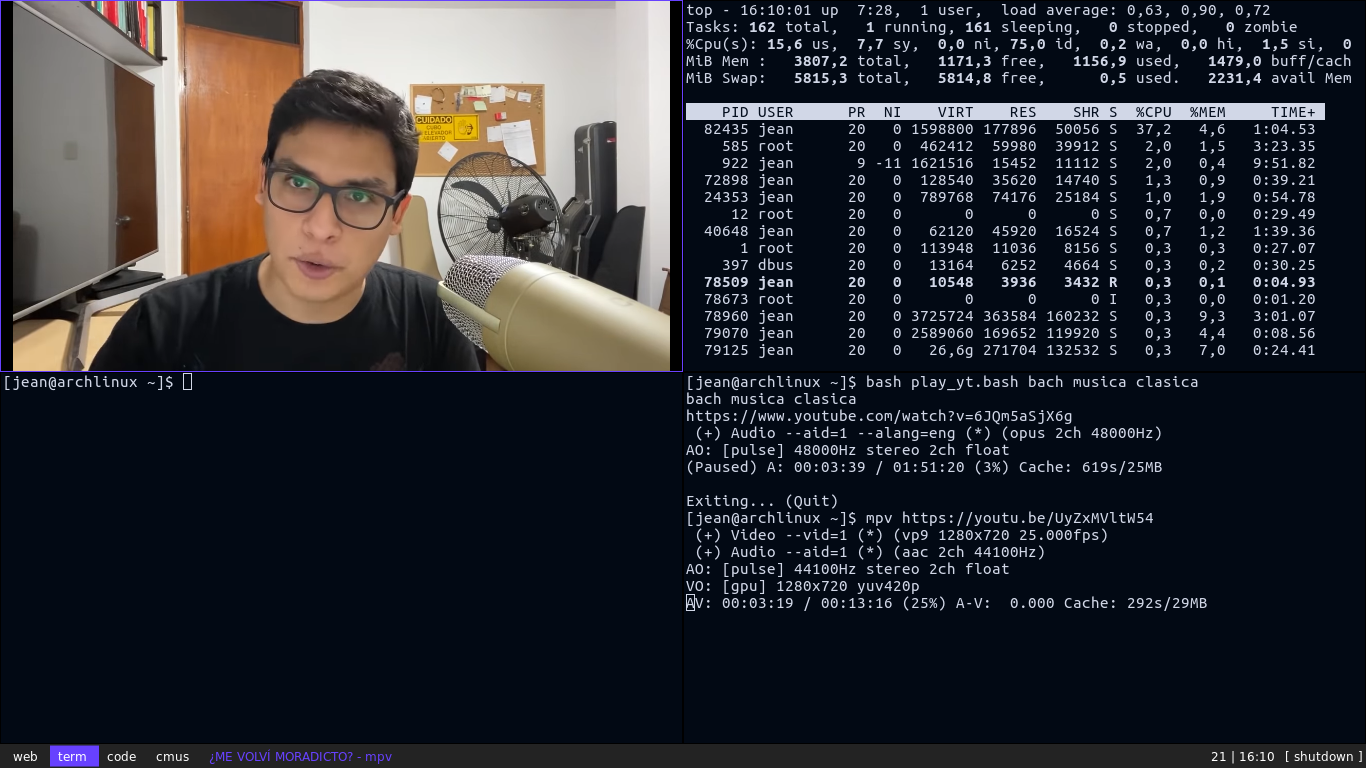 CUIDADO
CUBO
ELEVADOR
ABIERTO
top - 16:10:01 up  7:28,  1 user,  load average: 0,63, 0,90, 0,72
Tasks: 162 total,   1 running, 161 sleeping,   0 stopped,   0 zombie
%Cpu(s): 15,6 us,  7,7 sy,  0,0 ni, 75,0 id,  0,2 wa,  0,0 hi,  1,5 si,  0
MiB Mem :   3807,2 total,   1171,3 free,   1156,9 used,   1479,0 buff/cach
MiB Swap:   5815,3 total,   5814,8 free,      0,5 used.   2231,4 avail Mem
PID USER      PR  NI    VIRT    RES    SHR S  %CPU  %MEM     TIME+
82435 jean      20   0 1598800 177896  50056 S  37,2   4,6   1:04.53
585 root      20   0  462412  59980  39912 S   2,0   1,5   3:23.35
922 jean       9 -11 1621516  15452  11112 S   2,0   0,4   9:51.82
72898 jean      20   0  128540  35620  14740 S   1,3   0,9   0:39.21
24353 jean      20   0  789768  74176  25184 S   1,0   1,9   0:54.78
12 root      20   0       0      0      0 S   0,7   0,0   0:29.49
40648 jean      20   0   62120  45920  16524 S   0,7   1,2   1:39.36
1 root      20   0  113948  11036   8156 S   0,3   0,3   0:27.07
397 dbus      20   0   13164   6252   4664 S   0,3   0,2   0:30.25
78509 jean      20   0   10548   3936   3432 R   0,3   0,1   0:04.93
78673 root      20   0       0      0      0 I   0,3   0,0   0:01.20
78960 jean      20   0 3725724 363584 160232 S   0,3   9,3   3:01.07
79070 jean      20   0 2589060 169652 119920 S   0,3   4,4   0:08.56
79125 jean      20   0   26,6g 271704 132532 S   0,3   7,0   0:24.41
[jean@archlinux ~]$
[jean@archlinux ~]$ bash play_yt.bash bach musica clasica
bach musica clasica
https://www.youtube.com/watch?v=6JQm5aSjX6g
(+) Audio --aid=1 --alang=eng (*) (opus 2ch 48000Hz)
AO: [pulse] 48000Hz stereo 2ch float
(Paused) A: 00:03:39 / 01:51:20 (3%) Cache: 619s/25MB
Exiting... (Quit)
[jean@archlinux ~]$ mpv https://youtu.be/UyZxMVltW54
(+) Video --vid=1 (*) (vp9 1280x720 25.000fps)
(+) Audio --aid=1 (*) (aac 2ch 44100Hz)
AO: [pulse] 44100Hz stereo 2ch float
VO: [gpu] 1280x720 yuv420p
AV: 00:03:19 / 00:13:16 (25%) A-V:  0.000 Cache: 292s/29MB
web term code cmus ¿ME VOLVÍ MORADICTO? - mpv 21 | 16:10 [ shutdown ]